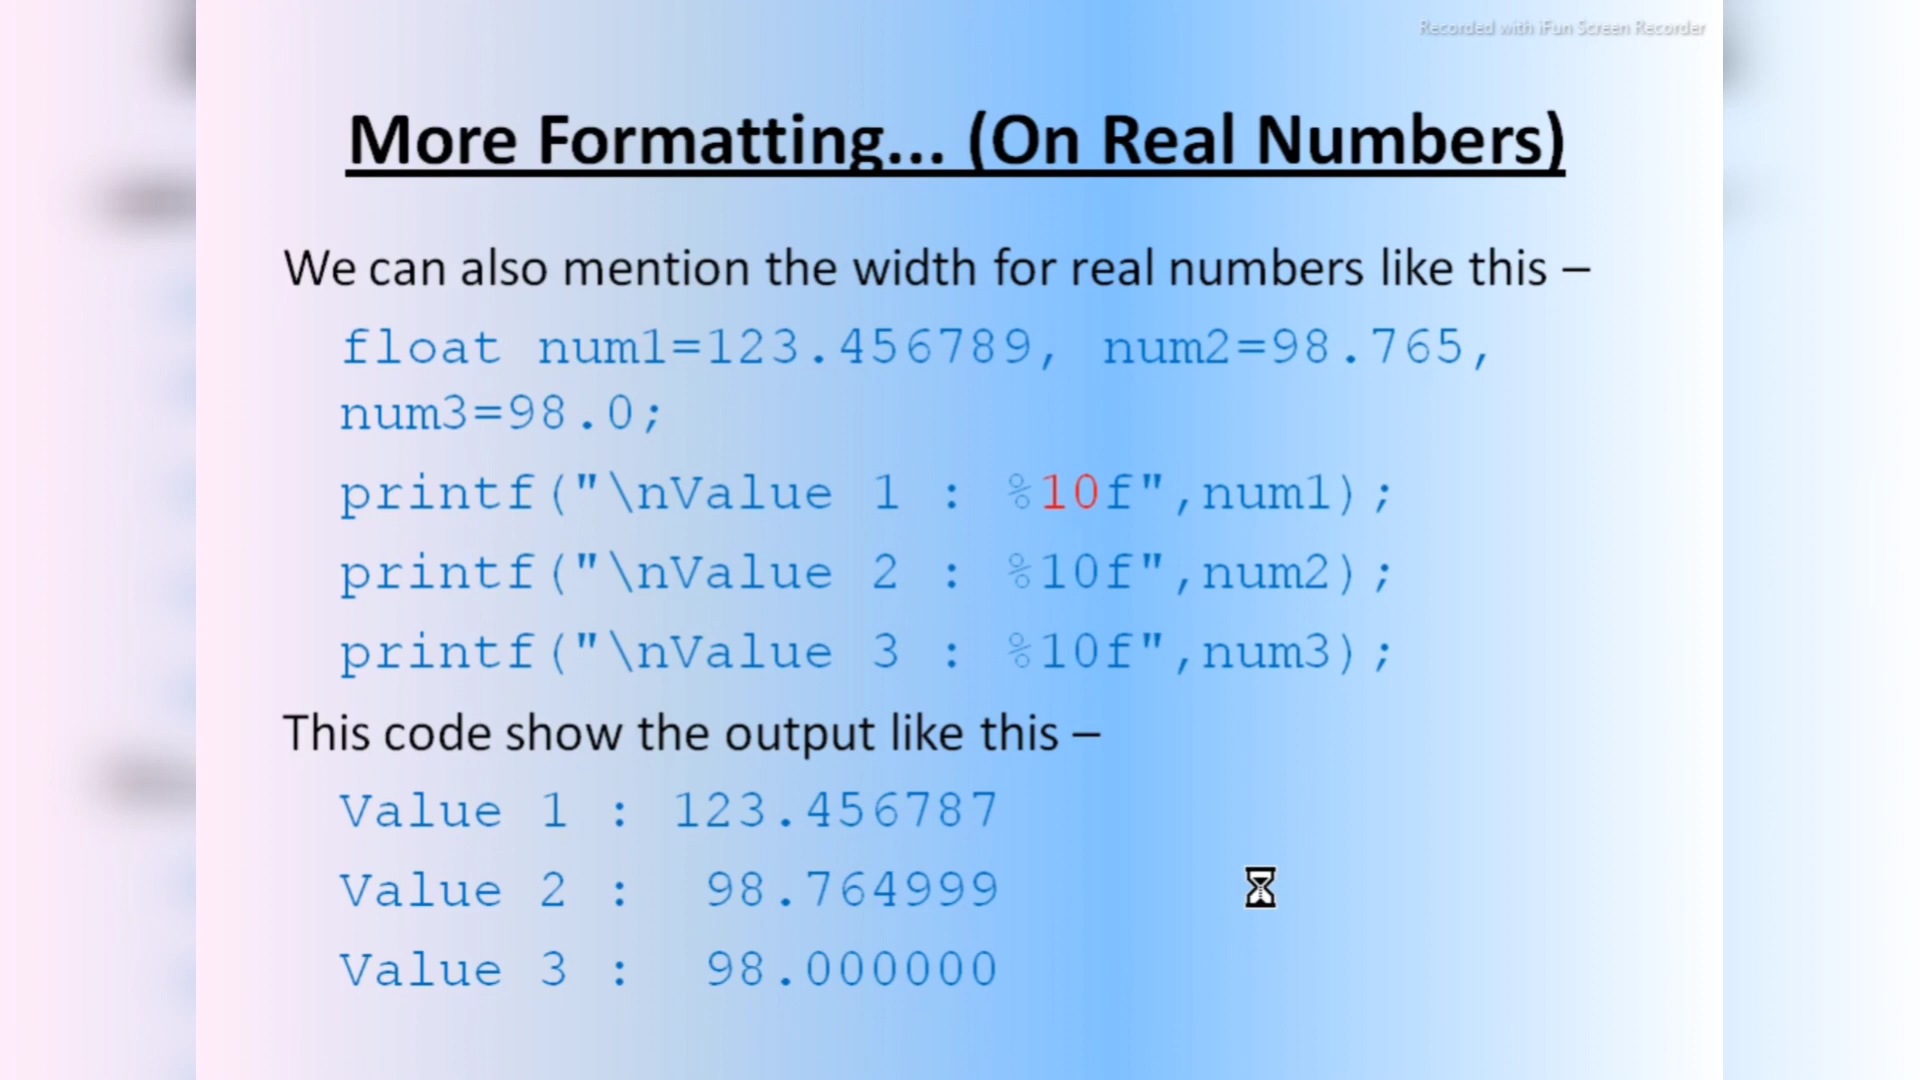 Recorded with iFun Screen Recorder
More Formatting... (On Real Numbers)
We can also mention the width for real numbers like this –
float num1=123.456789, num2=98.765,
num3=98.0;
printf("\nValue 1 : %10f",num1);
printf("\nValue 2 : %10f",num2);
printf("\nValue 3 : %10f",num3);
This code show the output like this –
Value 1 : 123.456787
Value 2 :  98.764999
Value 3 :  98.000000